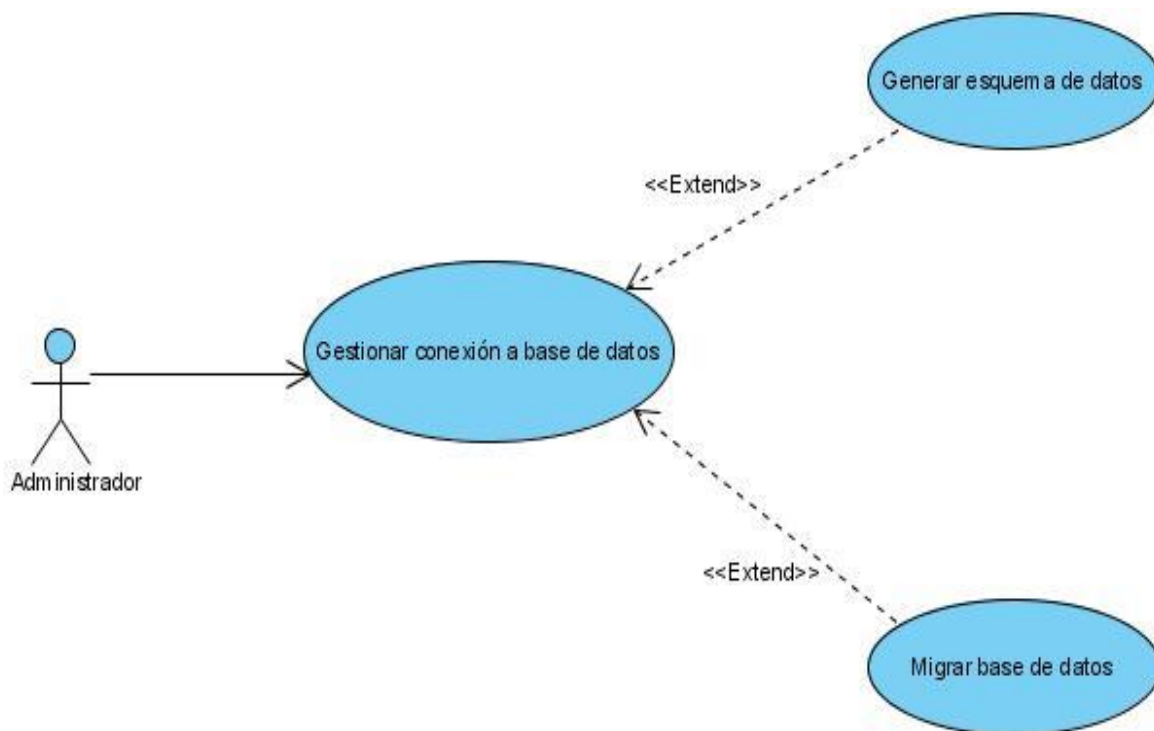 Generar esquema de datos
<<Extend>>
Gestionar conexión a base de datos
Administrador
<<Extend>>
Migrar base de datos